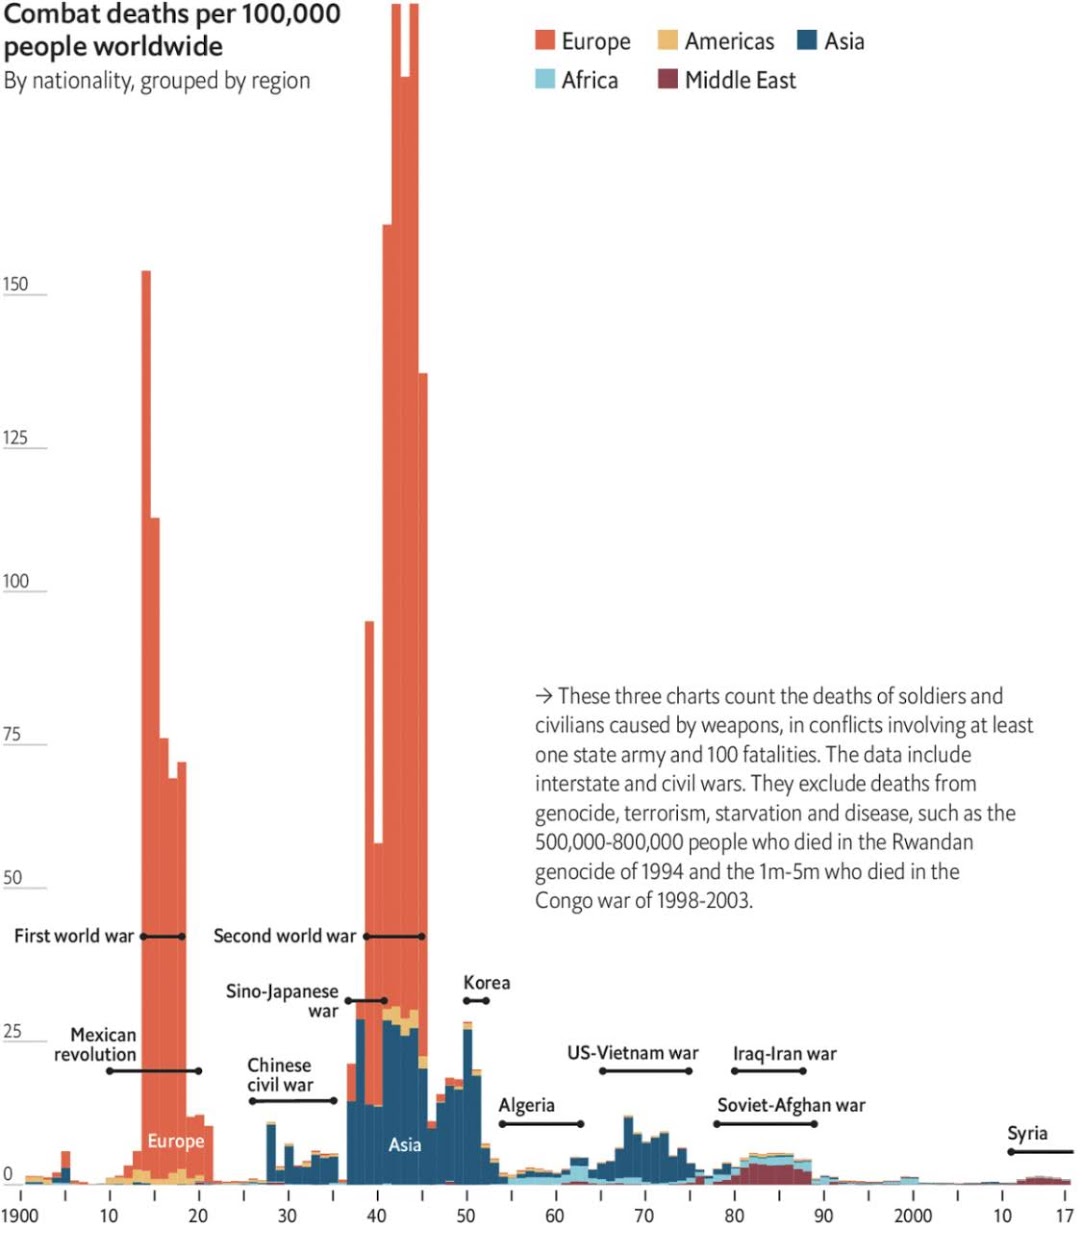 Combat deaths per 100,000
people worldwide
By nationality, grouped by region
Europe
Americas
Asia
Africa
Middle East
150
125
100
75
→ These three charts count the deaths of soldiers and
civilians caused by weapons, in conflicts involving at least
one state army and 100 fatalities. The data include
interstate and civil wars. They exclude deaths from
genocide, terrorism, starvation and disease, such as the
500,000-800,000 people who died in the Rwandan
genocide of 1994 and the 1m-5m who died in the
Congo war of 1998-2003.
50
First world war
Second world war
Sino-Japanese
war
Korea
25
Mexican
revolution
Chinese
civil war
US-Vietnam war
Iraq-Iran war
Algeria
Soviet-Afghan war
Syria
Europe
Asia
0
1900 10 20 30 40 50 60 70 80 90 2000 10 17